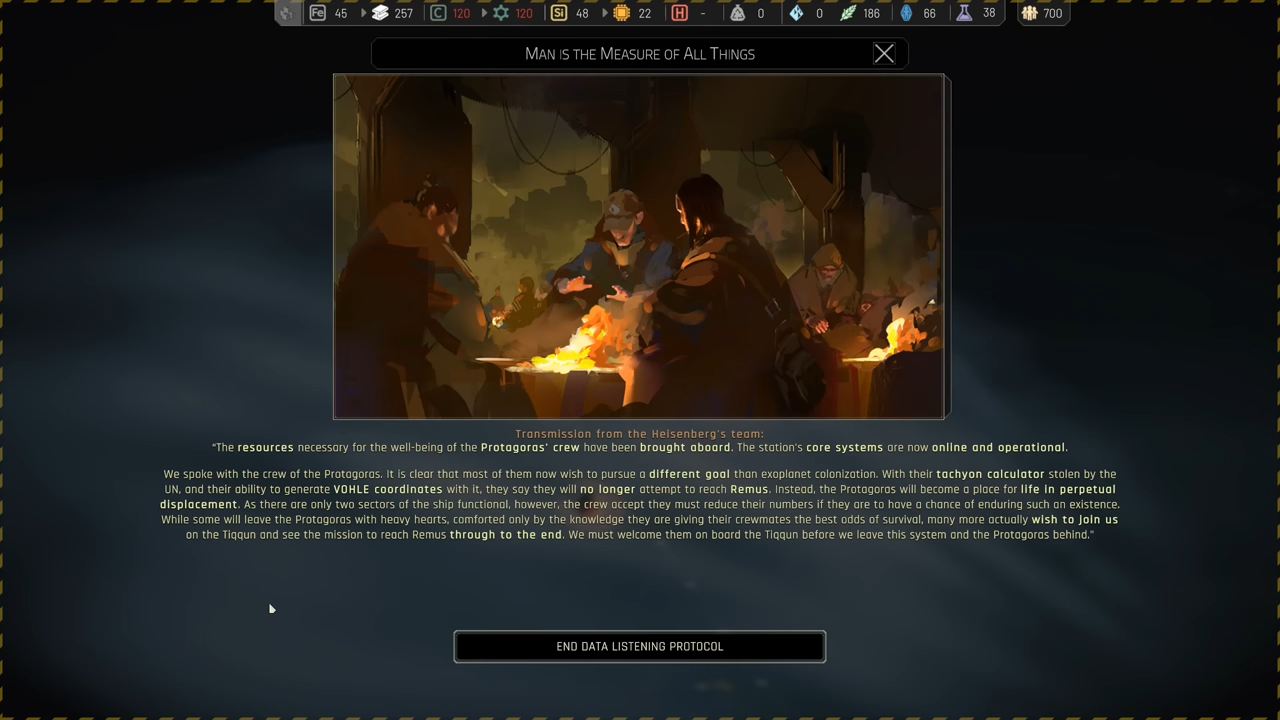 Fe 45 257 C 120 120 Si 48 22 H - 0 0 186 66 38 700
Man is the Measure of All Things
Transmission from the Heisenberg's team:
"The resources necessary for the well-being of the Protagoras' crew have been brought aboard. The station's core systems are now online and operational.
We spoke with the crew of the Protagoras. It is clear that most of them now wish to pursue a different goal than exoplanet colonization. With their tachyon calculator stolen by the
UN, and their ability to generate VOHLE coordinates with it, they say they will no longer attempt to reach Remus. Instead, the Protagoras will become a place for life in perpetual
displacement. As there are only two sectors of the ship functional, however, the crew accept they must reduce their numbers if they are to have a chance of enduring such an existence.
While some will leave the Protagoras with heavy hearts, comforted only by the knowledge they are giving their crewmates the best odds of survival, many more actually wish to join us
on the Tiqqun and see the mission to reach Remus through to the end. We must welcome them on board the Tiqqun before we leave this system and the Protagoras behind."
END DATA LISTENING PROTOCOL